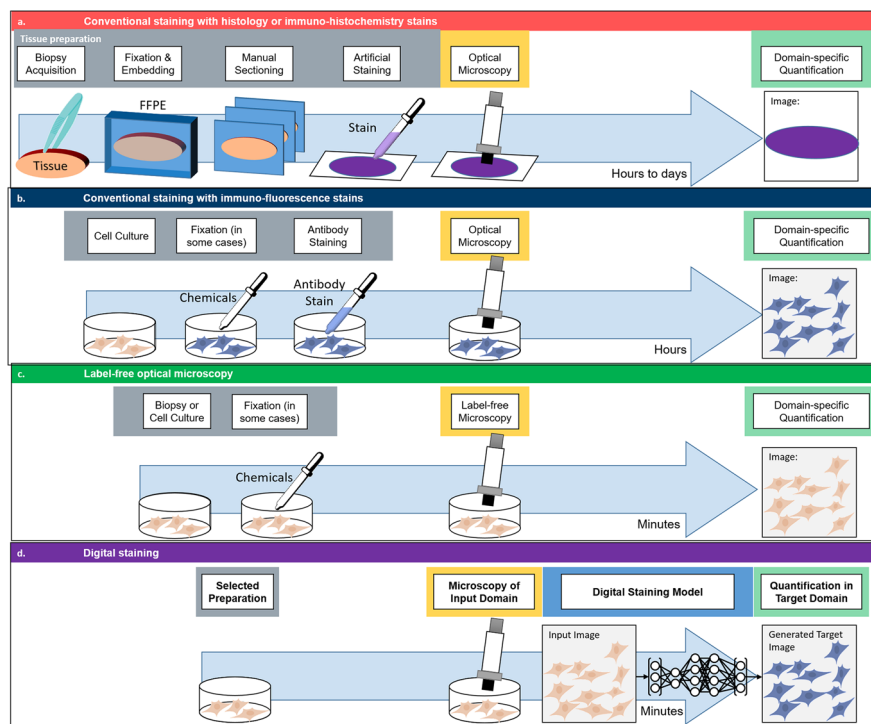 a. Conventional staining with histology or immuno-histochemistry stains
Tissue preparation
Biopsy
Acquisition
Fixation &
Embedding
Manual
Sectioning
Artificial
Staining
Optical
Microscopy
Domain-specific
Quantification
FFPE
Stain
Image:
Tissue
Hours to days
b. Conventional staining with immuno-fluorescence stains
Cell Culture
Fixation (in
some cases)
Antibody
Staining
Optical
Microscopy
Domain-specific
Quantification
Chemicals
Antibody
Stain
Image:
Hours
c. Label-free optical microscopy
Biopsy or
Cell Culture
Fixation (in
some cases)
Label-free
Microscopy
Domain-specific
Quantification
Chemicals
Image:
Minutes
d. Digital staining
Selected
Preparation
Microscopy of
Input Domain
Digital Staining Model
Quantification in
Target Domain
Input Image
Generated Target
Image
Minutes